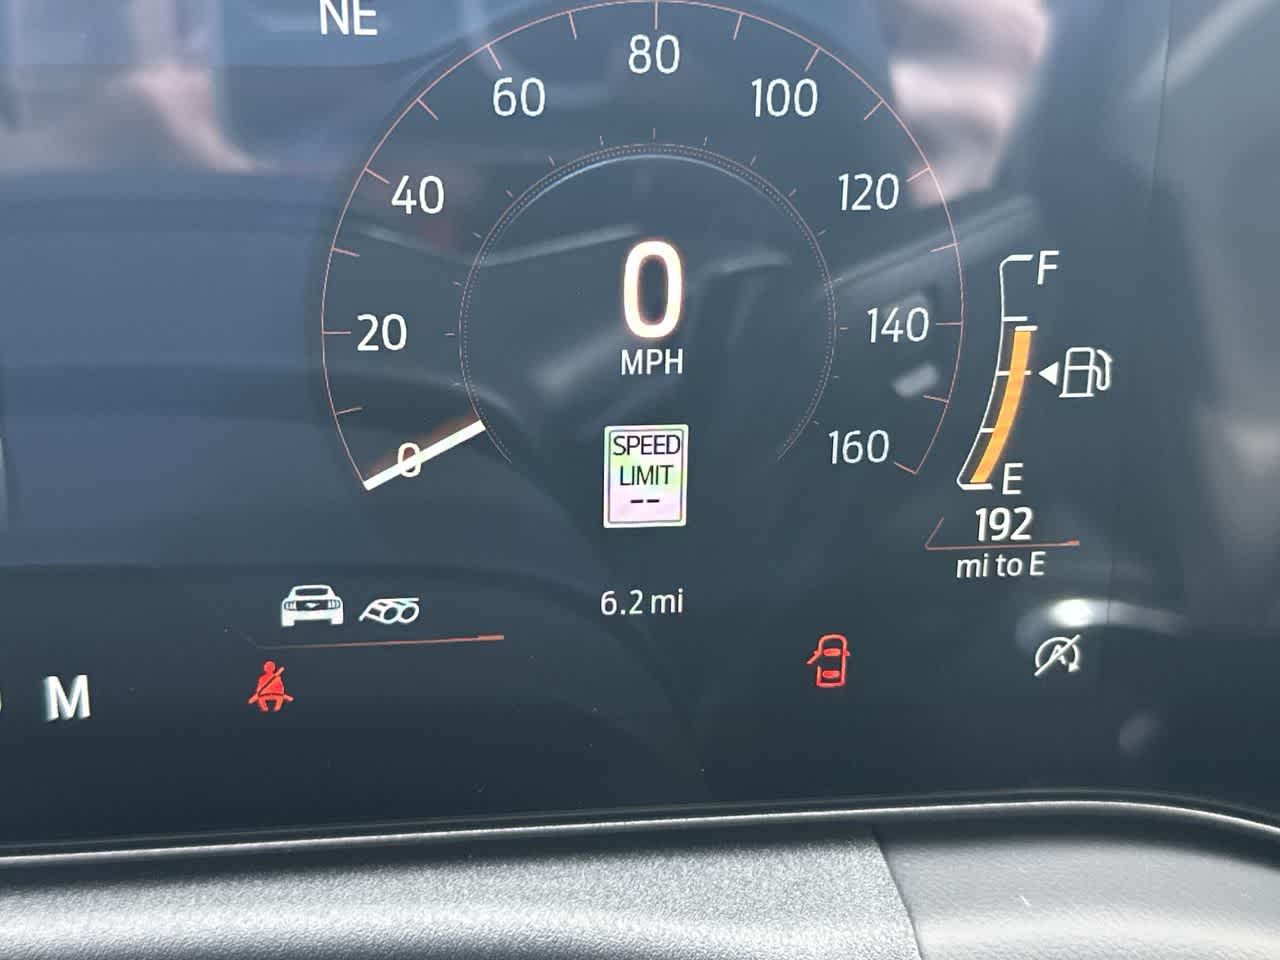 NE
80
60
100
40
120
0
MPH
20
140
F
SPEED
LIMIT
--
0
160
E
192
mi to E
6.2 mi
M